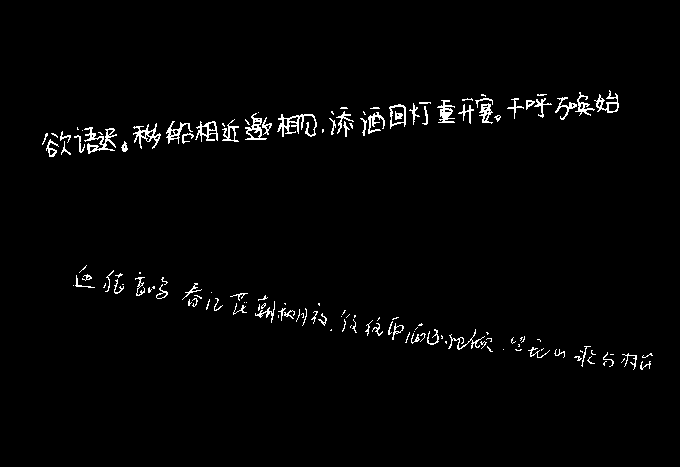 欲语迟。移船相近邀相见,添酒回灯重开宴。千呼万唤始
春江花朝秋月夜,往往取酒还独倾.岂无山歌与村笛